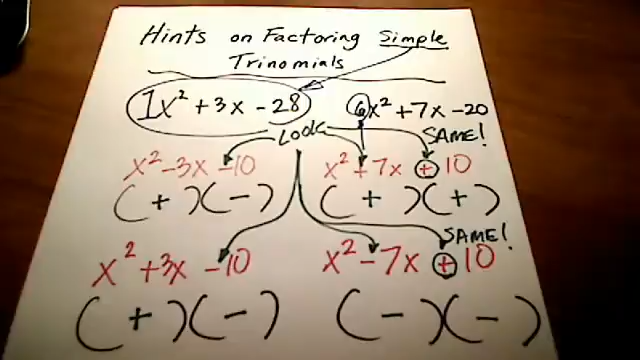 Hints on Factoring Simple
Trinomials
1x² + 3x - 28
6x² + 7x - 20
LOOK
SAME!
x² - 3x - 10
x² + 7x + 10
( + )( - )
( + )( + )
SAME!
x² + 3x - 10
x² - 7x + 10
( + )( - )
( - )( - )